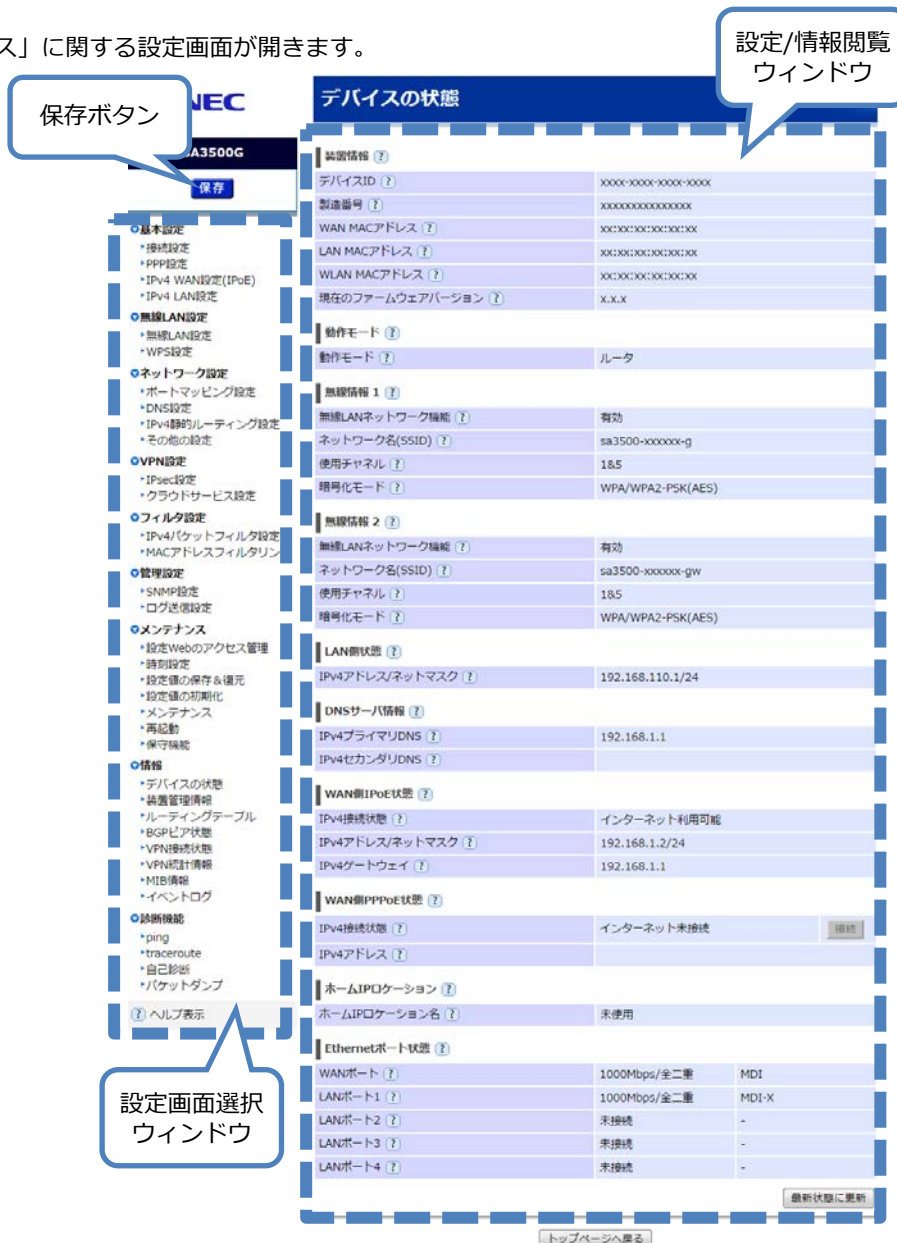 ス」に関する設定画面が開きます。
設定/情報閲覧
ウィンドウ
保存ボタン
NEC
デバイスの状態
A3500G
保存
基本設定
接続設定
PPP設定
IPv4 WAN設定(IPoE)
IPv4 LAN設定
無線LAN設定
無線LAN設定
WPS設定
ネットワーク設定
ポートマッピング設定
DNS設定
IPv4静的ルーティング設定
その他の設定
VPN設定
IPsec設定
クラウドサービス設定
フィルタ設定
IPv4パケットフィルタ設定
MACアドレスフィルタリン
管理設定
SNMP設定
ログ送信設定
メンテナンス
設定Webのアクセス管理
時刻設定
設定値の保存＆復元
設定値の初期化
メンテナンス
再起動
保守機能
情報
デバイスの状態
装置管理情報
ルーティングテーブル
BGPピア状態
VPN接続状態
VPN統計情報
MIB情報
イベントログ
診断機能
ping
traceroute
自己診断
パケットダンプ
? ヘルプ表示
設定画面選択
ウィンドウ
装置情報 ?
デバイスID ? xxxx-xxxx-xxxx-xxxx
製造番号 ? xxxxxxxxxxxxxxx
WAN MACアドレス ? xx:xx:xx:xx:xx:xx
LAN MACアドレス ? xx:xx:xx:xx:xx:xx
WLAN MACアドレス ? xx:xx:xx:xx:xx:xx
現在のファームウェアバージョン ? x.x.x
動作モード ?
動作モード ? ルータ
無線情報 1 ?
無線LANネットワーク機能 ? 有効
ネットワーク名(SSID) ? sa3500-xxxxxx-g
使用チャネル ? 1&5
暗号化モード ? WPA/WPA2-PSK(AES)
無線情報 2 ?
無線LANネットワーク機能 ? 有効
ネットワーク名(SSID) ? sa3500-xxxxxx-gw
使用チャネル ? 1&5
暗号化モード ? WPA/WPA2-PSK(AES)
LAN側状態 ?
IPv4アドレス/ネットマスク ? 192.168.110.1/24
DNSサーバ情報 ?
IPv4プライマリDNS ? 192.168.1.1
IPv4セカンダリDNS ?
WAN側IPoE状態 ?
IPv4接続状態 ? インターネット利用可能
IPv4アドレス/ネットマスク ? 192.168.1.2/24
IPv4ゲートウェイ ? 192.168.1.1
WAN側PPPoE状態 ?
IPv4接続状態 ? インターネット未接続 接続
IPv4アドレス ?
ホームIPロケーション ?
ホームIPロケーション名 ? 未使用
Ethernetポート状態 ?
WANポート ? 1000Mbps/全二重 MDI
LANポート1 ? 1000Mbps/全二重 MDI-X
LANポート2 ? 未接続 -
LANポート3 ? 未接続 -
LANポート4 ? 未接続 -
最新状態に更新
トップページへ戻る